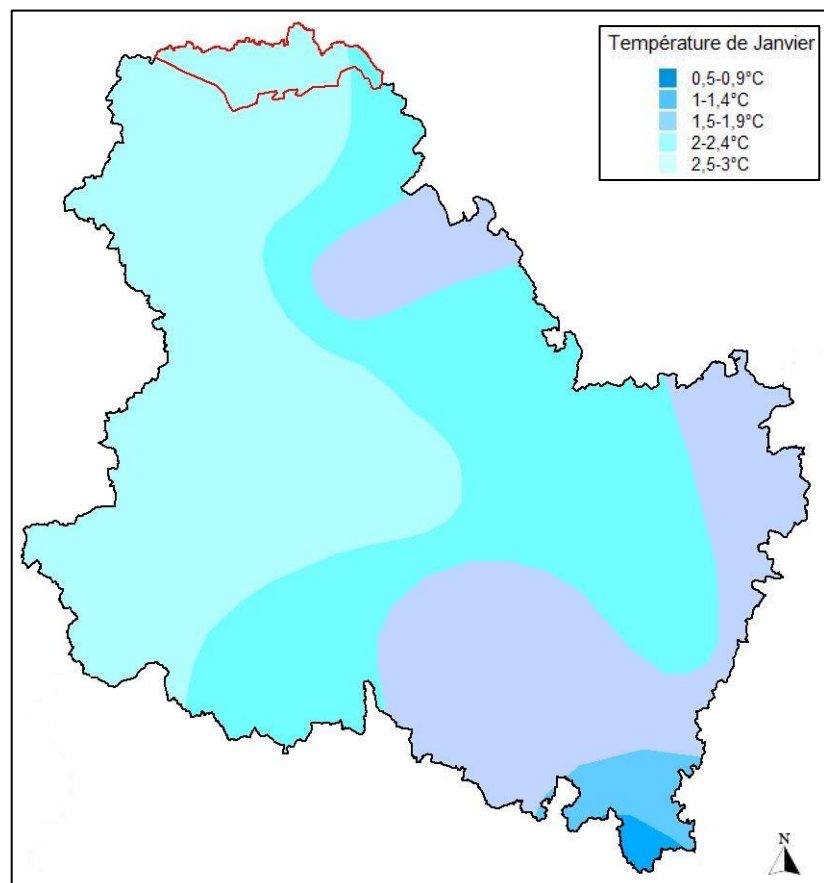 Température de Janvier
0,5-0,9°C
1-1,4°C
1,5-1,9°C
2-2,4°C
2,5-3°C
N